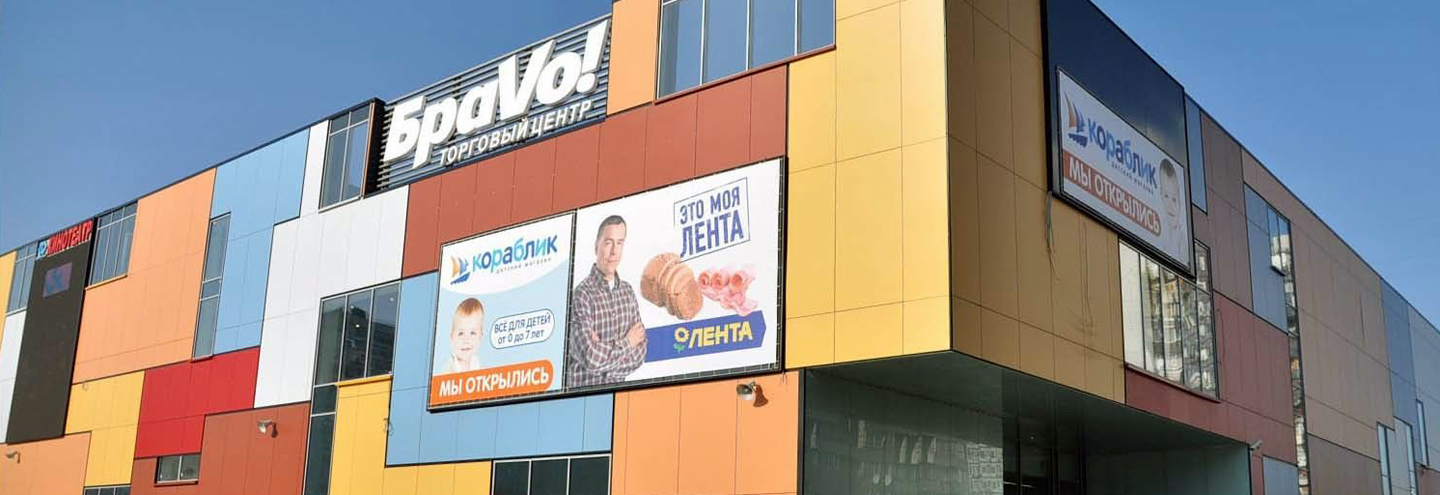 БраVo!
ТОРГОВЫЙ ЦЕНТР
КИНОТЕАТР
кораблик
ДЕТСКИЙ МАГАЗИН
ВСЁ ДЛЯ ДЕТЕЙ
от 0 до 7 лет
МЫ ОТКРЫЛИСЬ
ЭТО МОЯ
ЛЕНТА
ЛЕНТА
кораблик
ДЕТСКИЙ МАГАЗИН
МЫ ОТКРЫЛИСЬ